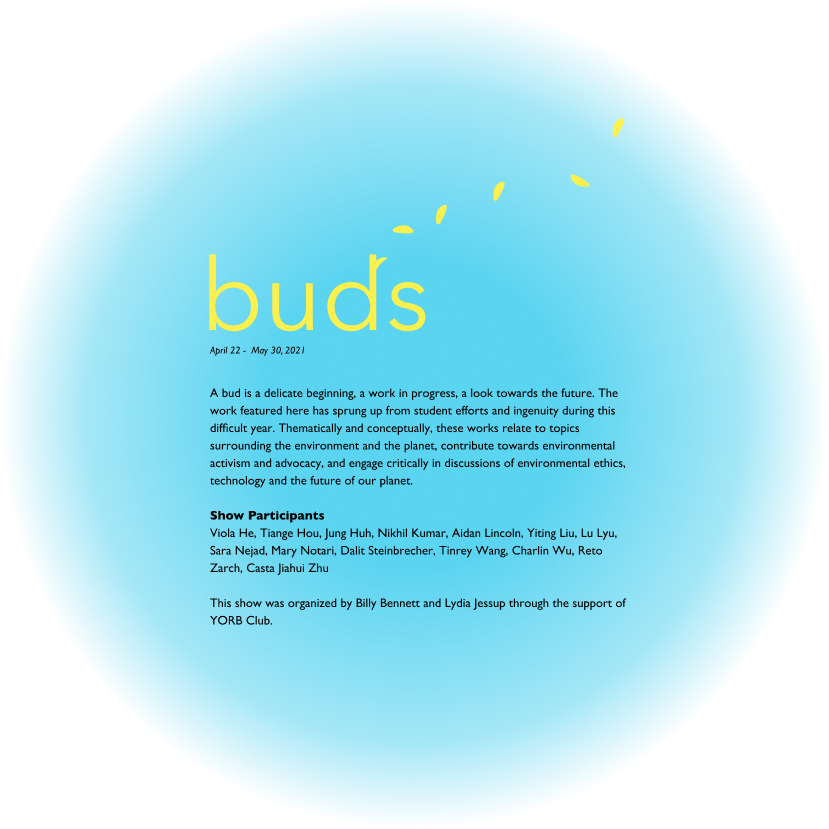 buds
April 22 - May 30, 2021
A bud is a delicate beginning, a work in progress, a look towards the future. The
work featured here has sprung up from student efforts and ingenuity during this
difficult year. Thematically and conceptually, these works relate to topics
surrounding the environment and the planet, contribute towards environmental
activism and advocacy, and engage critically in discussions of environmental ethics,
technology and the future of our planet.
Show Participants
Viola He, Tiange Hou, Jung Huh, Nikhil Kumar, Aidan Lincoln, Yiting Liu, Lu Lyu,
Sara Nejad, Mary Notari, Dalit Steinbrecher, Tinrey Wang, Charlin Wu, Reto
Zarch, Casta Jiahui Zhu
This show was organized by Billy Bennett and Lydia Jessup through the support of
YORB Club.